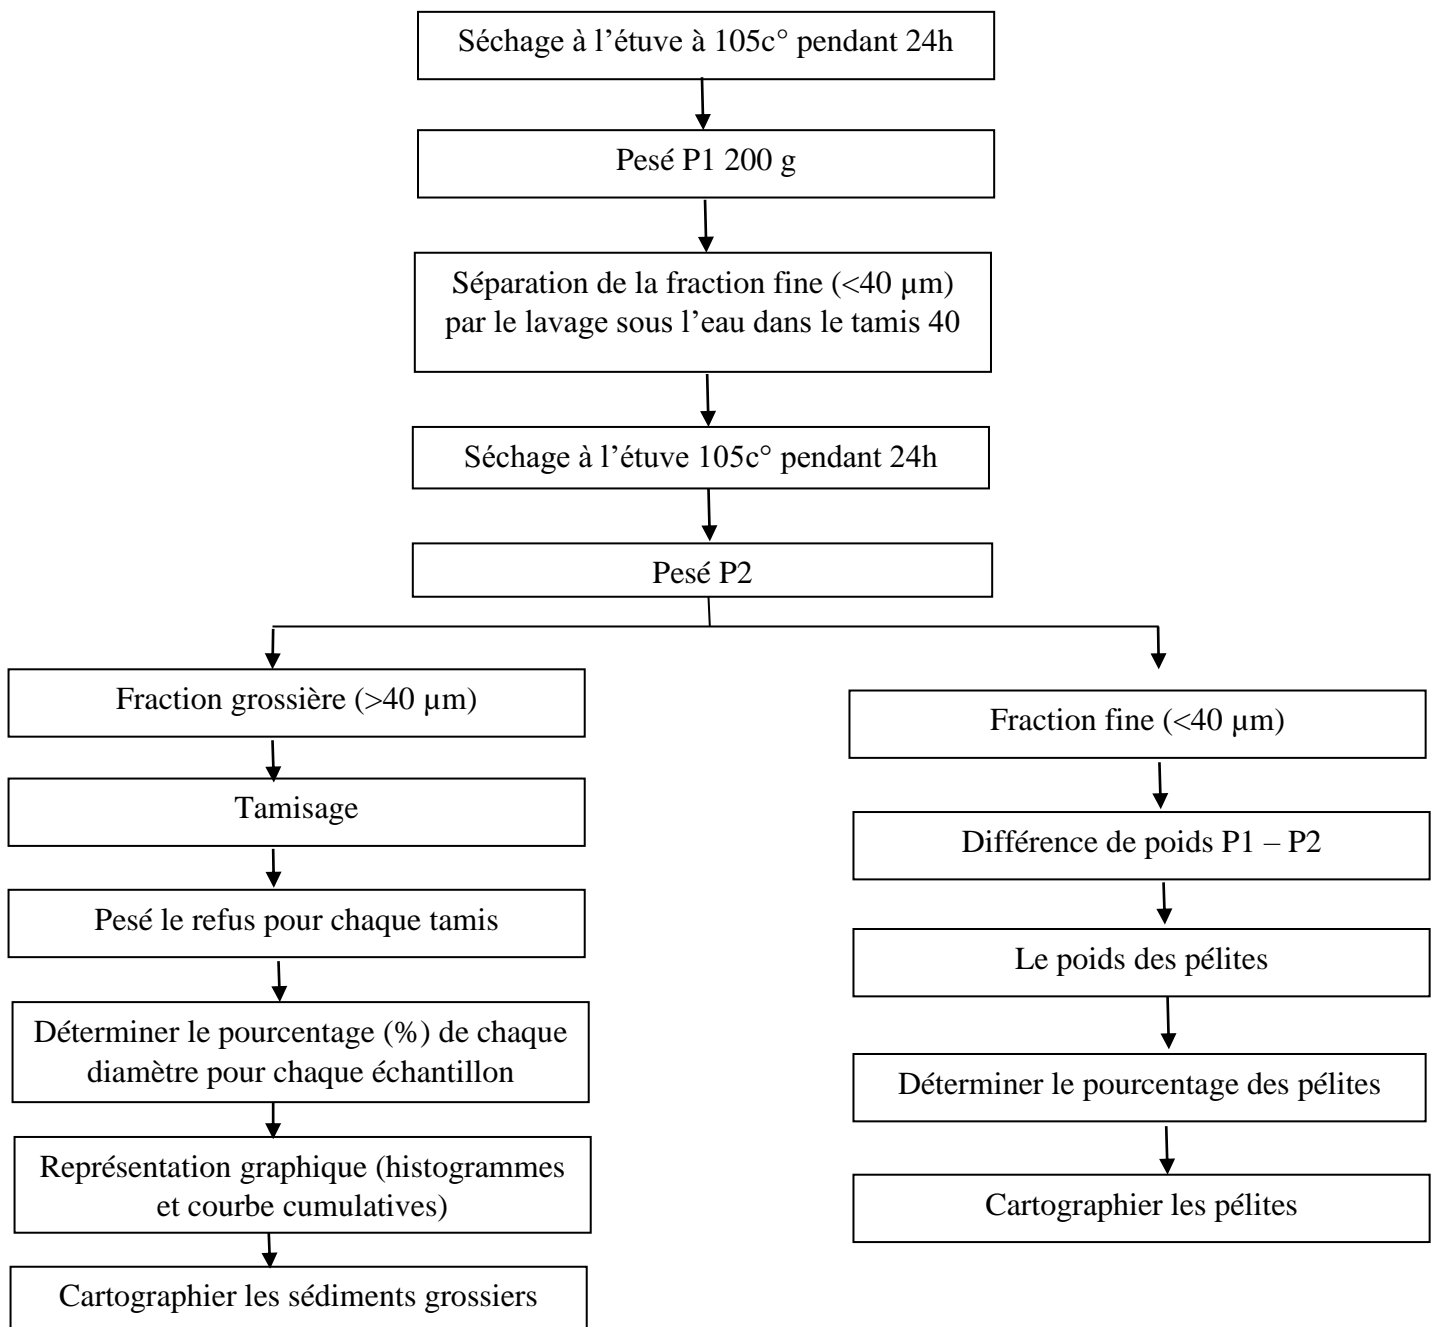 Séchage à l’étuve à 105c° pendant 24h
Pesé P1 200 g
Séparation de la fraction fine (<40 µm)
par le lavage sous l’eau dans le tamis 40
Séchage à l’étuve 105c° pendant 24h
Pesé P2
Fraction grossière (>40 µm)
Tamisage
Pesé le refus pour chaque tamis
Déterminer le pourcentage (%) de chaque
diamètre pour chaque échantillon
Représentation graphique (histogrammes
et courbe cumulatives)
Cartographier les sédiments grossiers
Fraction fine (<40 µm)
Différence de poids P1 – P2
Le poids des pélites
Déterminer le pourcentage des pélites
Cartographier les pélites